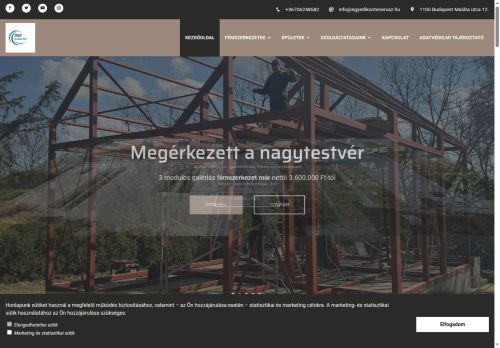 +36706248582
info@egyedikontenervaz.hu
1106 Budapest Maláta utca 12.
KEZDŐOLDAL
FÉMSZERKEZETEK
ÉPÜLETEK
SZOLGÁLTATÁSAINK
KAPCSOLAT
ADATVÉDELMI TÁJÉKOZTATÓ
Megérkezett a nagytestvér
3 modulos galériás fémszerkezet már nettó 3.600.000 Ft-tól
TOVÁBB
Honlapunk sütiket használ a megfelelő működés biztosításához, valamint – az Ön hozzájárulása esetén – statisztikai és marketing célokra. A marketing- és statisztikai
sütik használatához az Ön hozzájárulása szükséges.
Elengedhetetlen sütik
Marketing és statisztikai sütik
Elfogadom